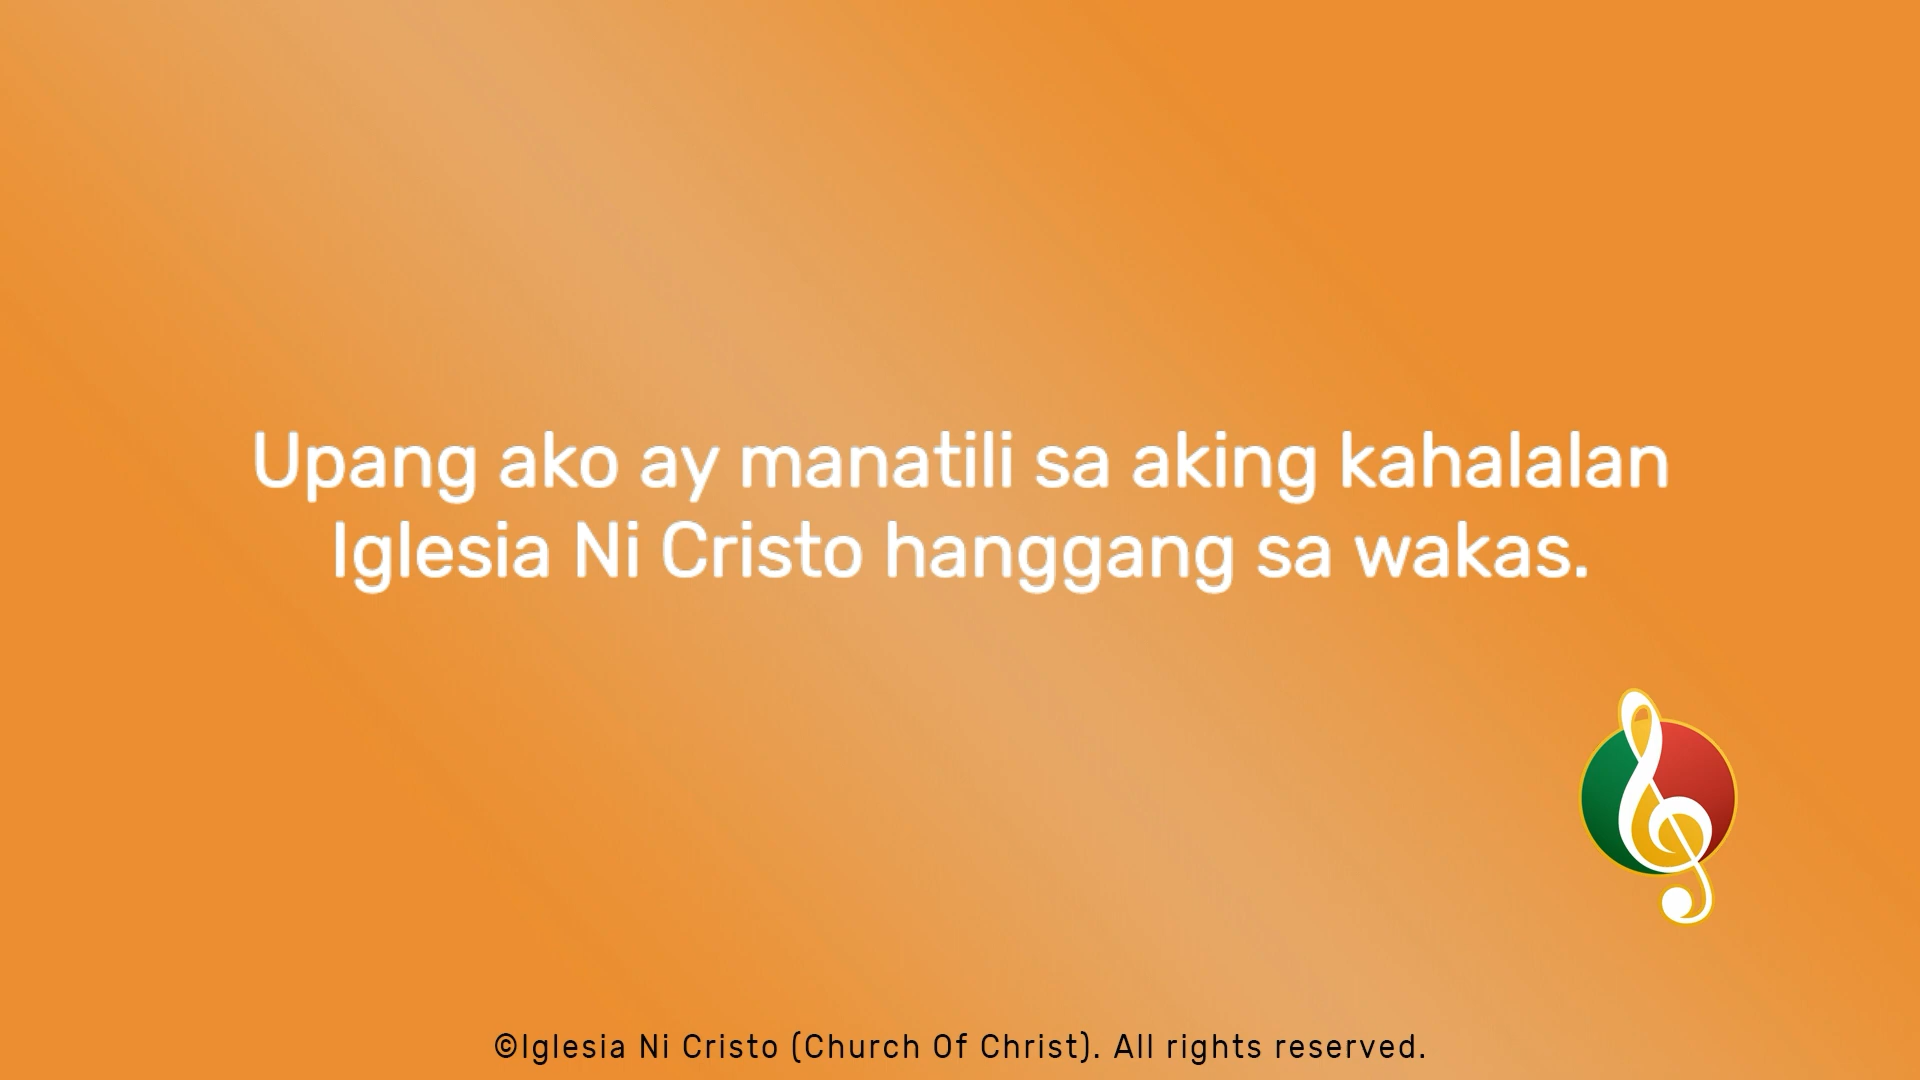 Upang ako ay manatili sa aking kahalalan
Iglesia Ni Cristo hanggang sa wakas.
©Iglesia Ni Cristo (Church Of Christ). All rights reserved.